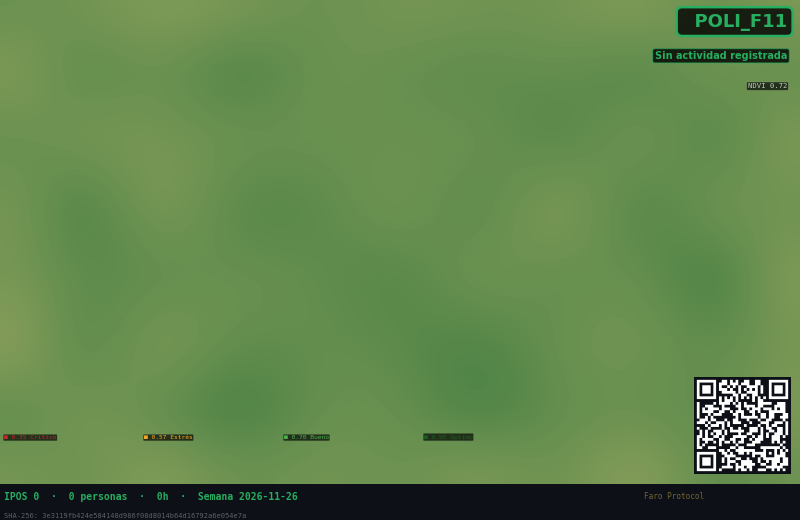 POLI_F11
Sin actividad registrada
NDVI 0.72
■ 0.57 Estrés
■ 0.70 Bueno
IPOS 0 · 0 personas · 0h · Semana 2026-11-26
Faro Protocol
SHA-256: